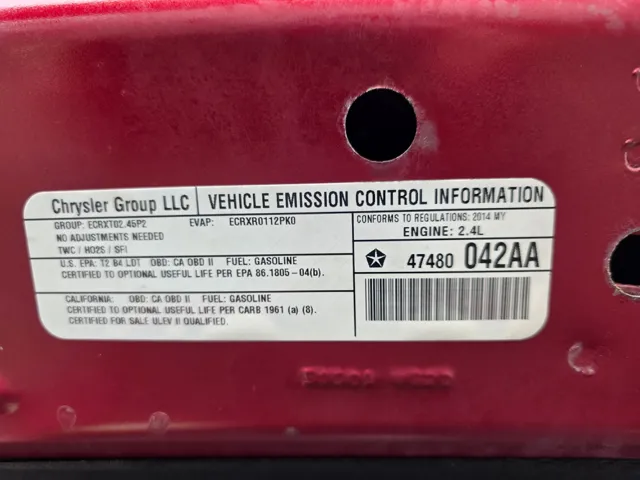 Chrysler Group LLC
VEHICLE EMISSION CONTROL INFORMATION
GROUP: ECRXT02.45P2 EVAP: ECRXR0112PK0
NO ADJUSTMENTS NEEDED
TWC / HO2S / SFI
U.S. EPA: T2 B4 LDT OBD: CA OBD II FUEL: GASOLINE
CERTIFIED TO OPTIONAL USEFUL LIFE PER EPA 86.1805-04(b).
CALIFORNIA: OBD: CA OBD II FUEL: GASOLINE
CERTIFIED TO OPTIONAL USEFUL LIFE PER CARB 1961 (a) (8).
CERTIFIED FOR SALE ULEV II QUALIFIED.
CONFORMS TO REGULATIONS: 2014 MY
ENGINE: 2.4L
47480 042AA